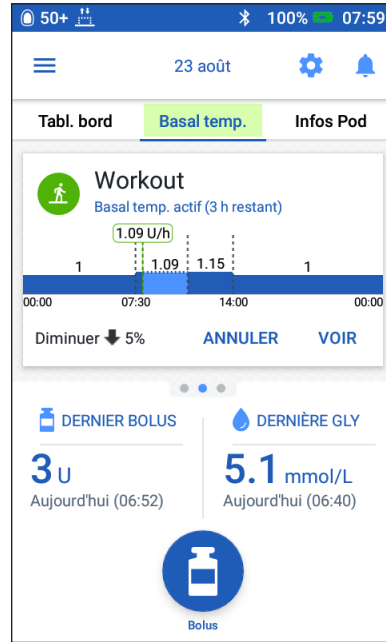 50+ 100% 07:59
23 août
Tabl. bord Basal temp. Infos Pod
Workout
Basal temp. actif (3 h restant)
1.09 U/h
1 1.09 1.15 1
00:00 07:30 14:00 00:00
Diminuer 5% ANNULER VOIR
DERNIER BOLUS DERNIÈRE GLY
3 U 5.1 mmol/L
Aujourd'hui (06:52) Aujourd'hui (06:40)
Bolus